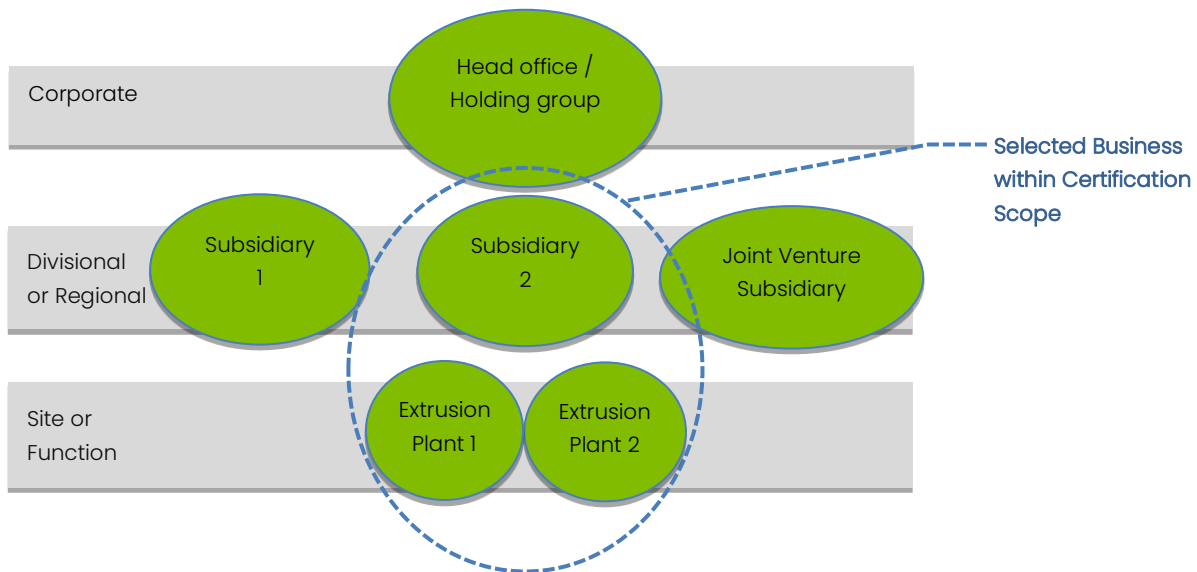 Head office /
Holding group
Corporate
Selected Business
within Certification
Scope
Divisional
or Regional
Subsidiary
1
Subsidiary
2
Joint Venture
Subsidiary
Site or
Function
Extrusion
Plant 1
Extrusion
Plant 2